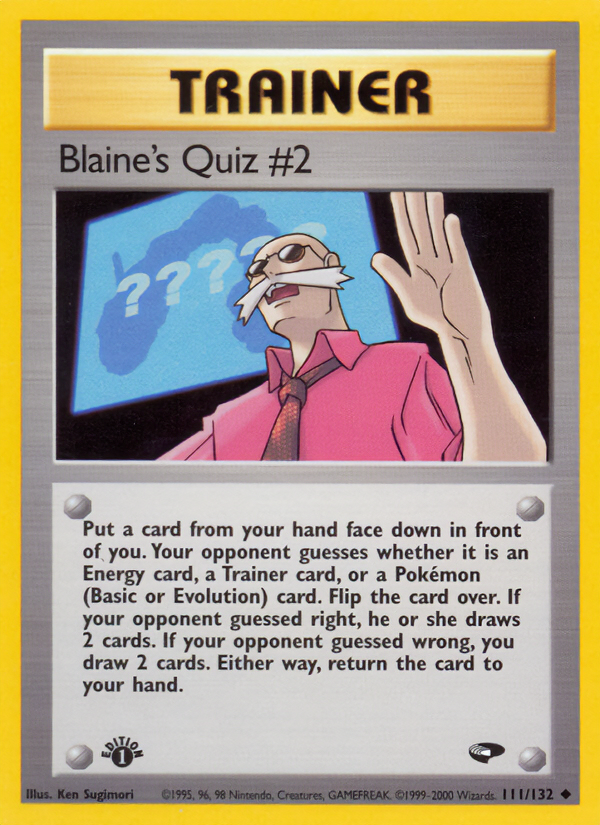 TRAINER
Blaine's Quiz #2
? ? ? ? ?
Put a card from your hand face down in front
of you. Your opponent guesses whether it is an
Energy card, a Trainer card, or a Pokémon
(Basic or Evolution) card. Flip the card over. If
your opponent guessed right, he or she draws
2 cards. If your opponent guessed wrong, you
draw 2 cards. Either way, return the card to
your hand.
EDITION
1
Illus. Ken Sugimori ©1995, 96, 98 Nintendo, Creatures, GAMEFREAK. ©1999-2000 Wizards. 111/132 ◆